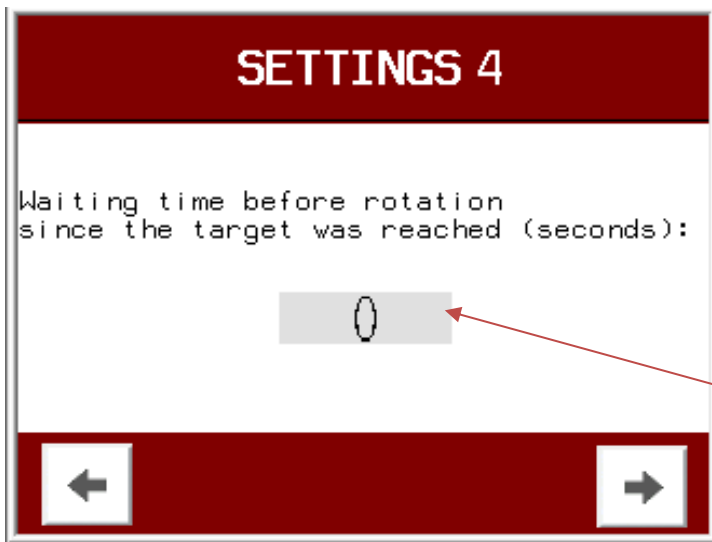 SETTINGS 4
Waiting time before rotation
since the target was reached (seconds):
0